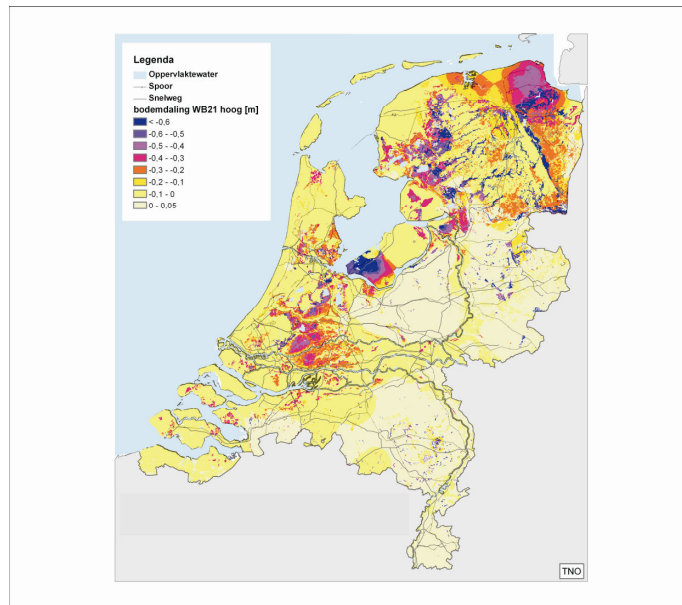 Legenda
Oppervlaktewater
Spoor
Snelweg
bodemdaling WB21 hoog [m]
< -0,6
-0,6 - -0,5
-0,5 - -0,4
-0,4 - -0,3
-0,3 - -0,2
-0,2 - -0,1
-0,1 - 0
0 - 0,05
TNO